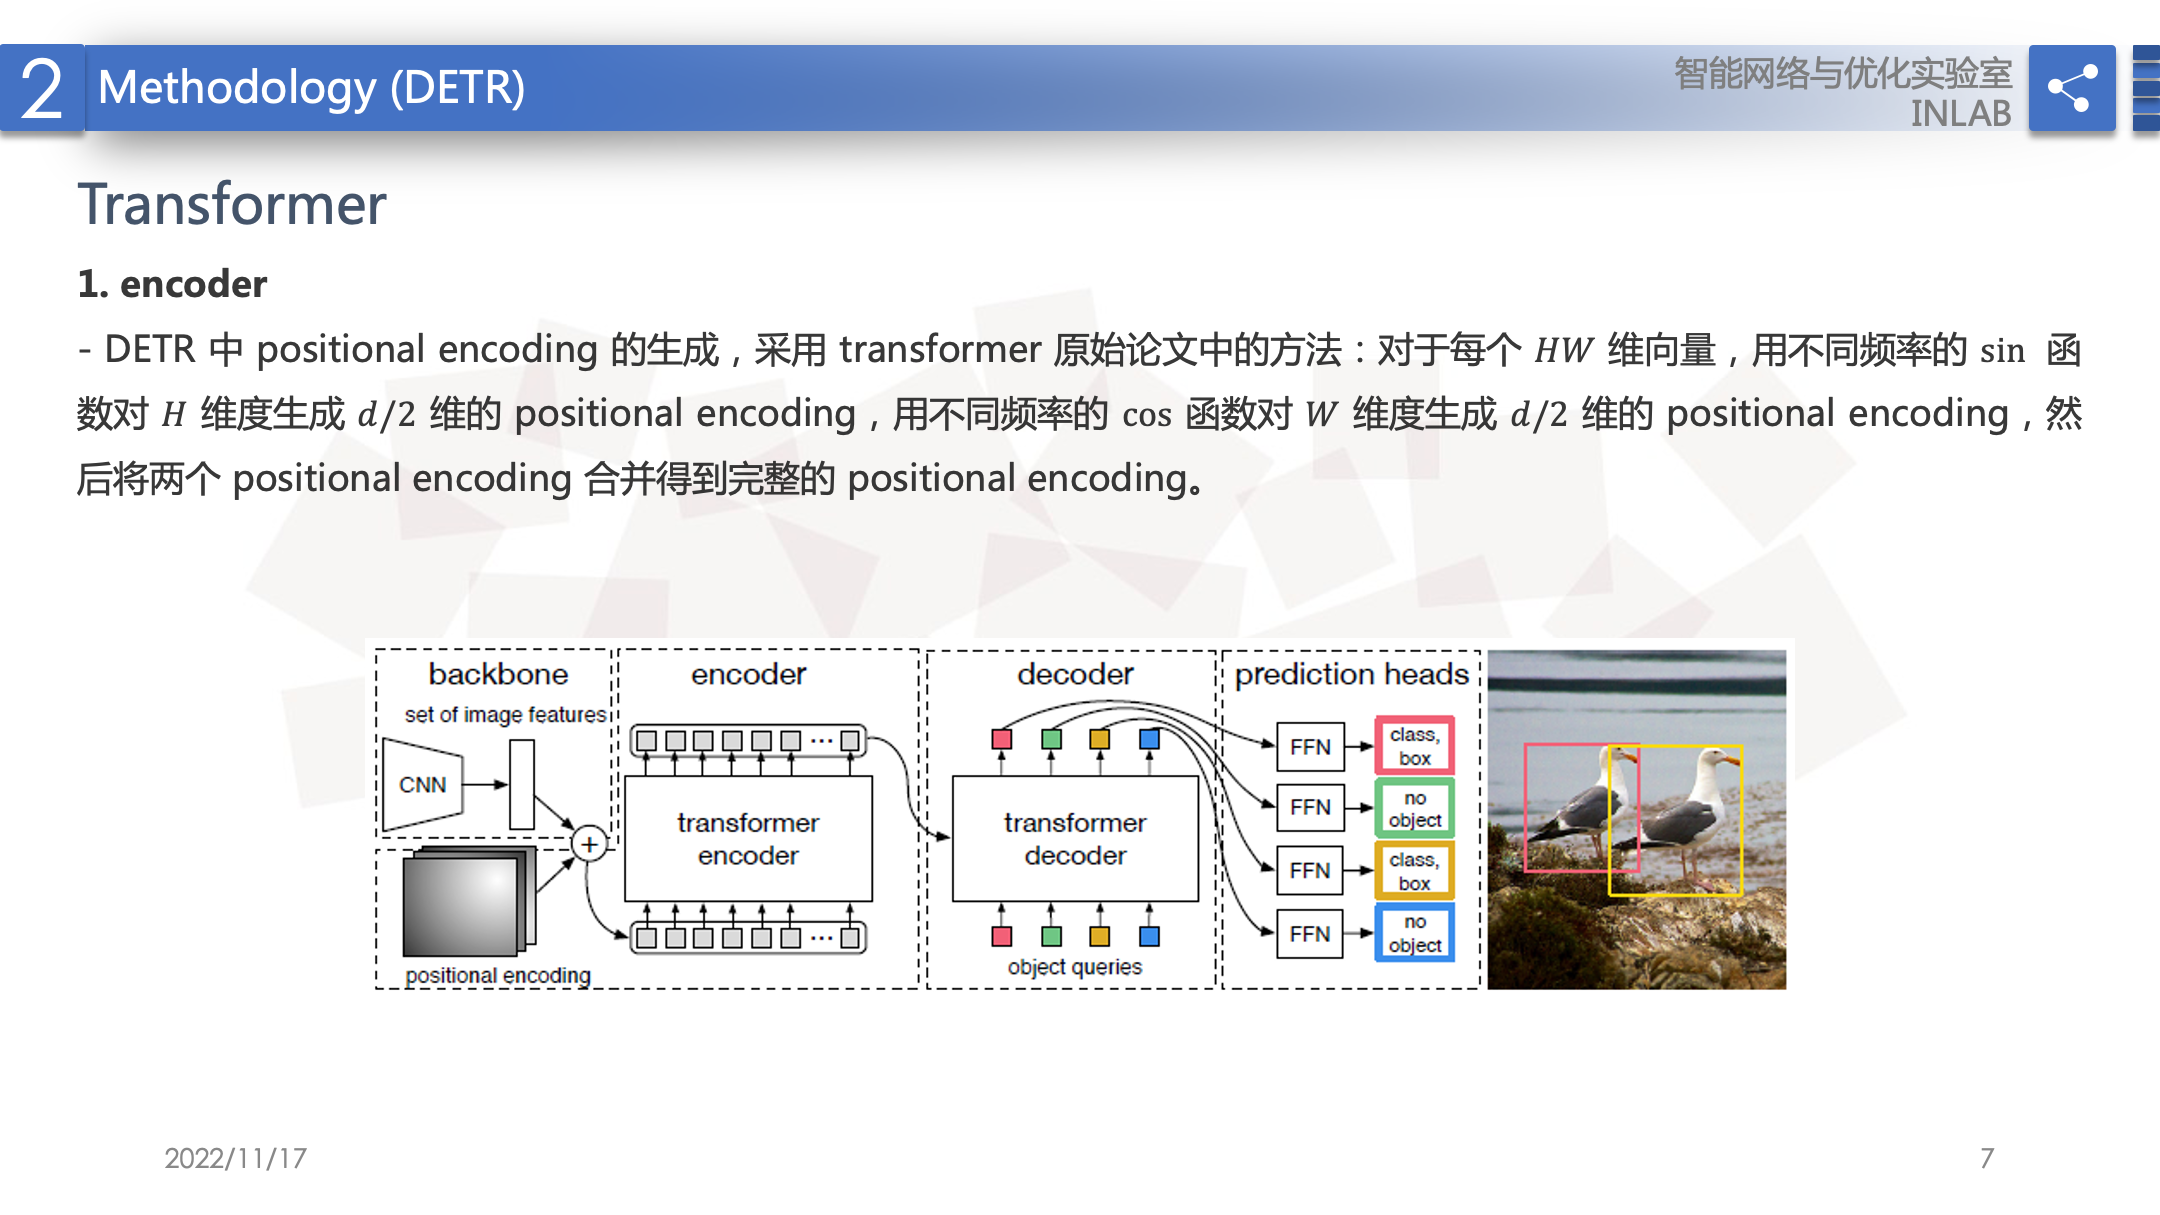 2
Methodology (DETR)
智能网络与优化实验室
INLAB
Transformer
1. encoder
- DETR 中 positional encoding 的生成，采用 transformer 原始论文中的方法：对于每个 HW 维向量，用不同频率的 sin 函
数对 H 维度生成 d/2 维的 positional encoding，用不同频率的 cos 函数对 W 维度生成 d/2 维的 positional encoding，然
后将两个 positional encoding 合并得到完整的 positional encoding。
backbone
set of image features
CNN
+
positional encoding
encoder
...
transformer
encoder
...
decoder
transformer
decoder
object queries
prediction heads
FFN
class,
box
FFN
no
object
FFN
class,
box
FFN
no
object
2022/11/17
7